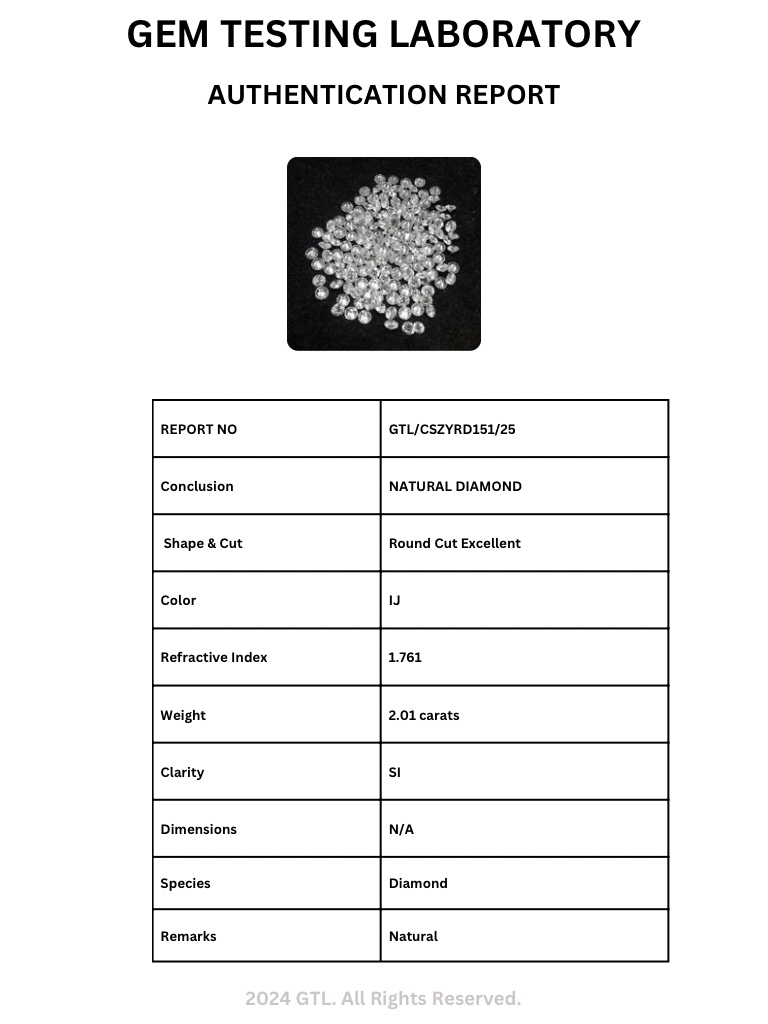 GEM TESTING LABORATORY
AUTHENTICATION REPORT
REPORT NO GTL/CSZYRD151/25
Conclusion NATURAL DIAMOND
Shape & Cut Round Cut Excellent
Color IJ
Refractive Index 1.761
Weight 2.01 carats
Clarity SI
Dimensions N/A
Species Diamond
Remarks Natural
2024 GTL. All Rights Reserved.